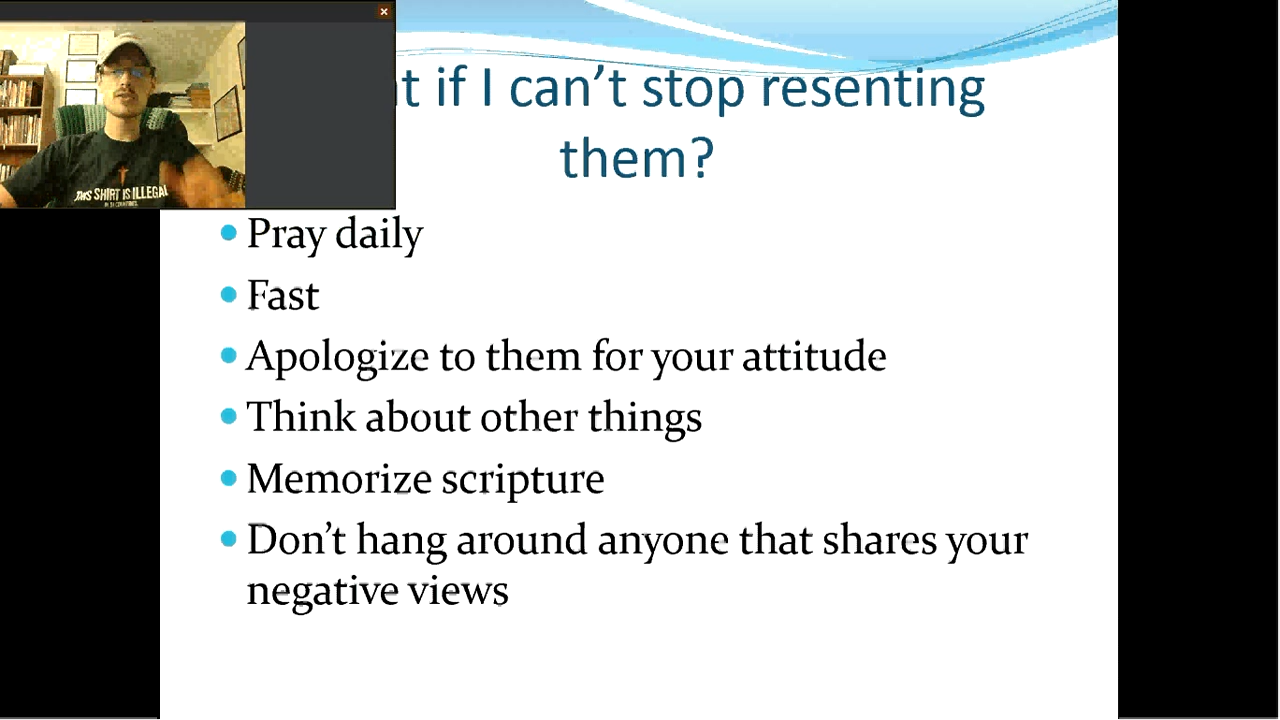 t if I can’t stop resenting
them?
THIS SHIRT IS ILLEGAL
• Pray daily
• Fast
• Apologize to them for your attitude
• Think about other things
• Memorize scripture
• Don’t hang around anyone that shares your
negative views